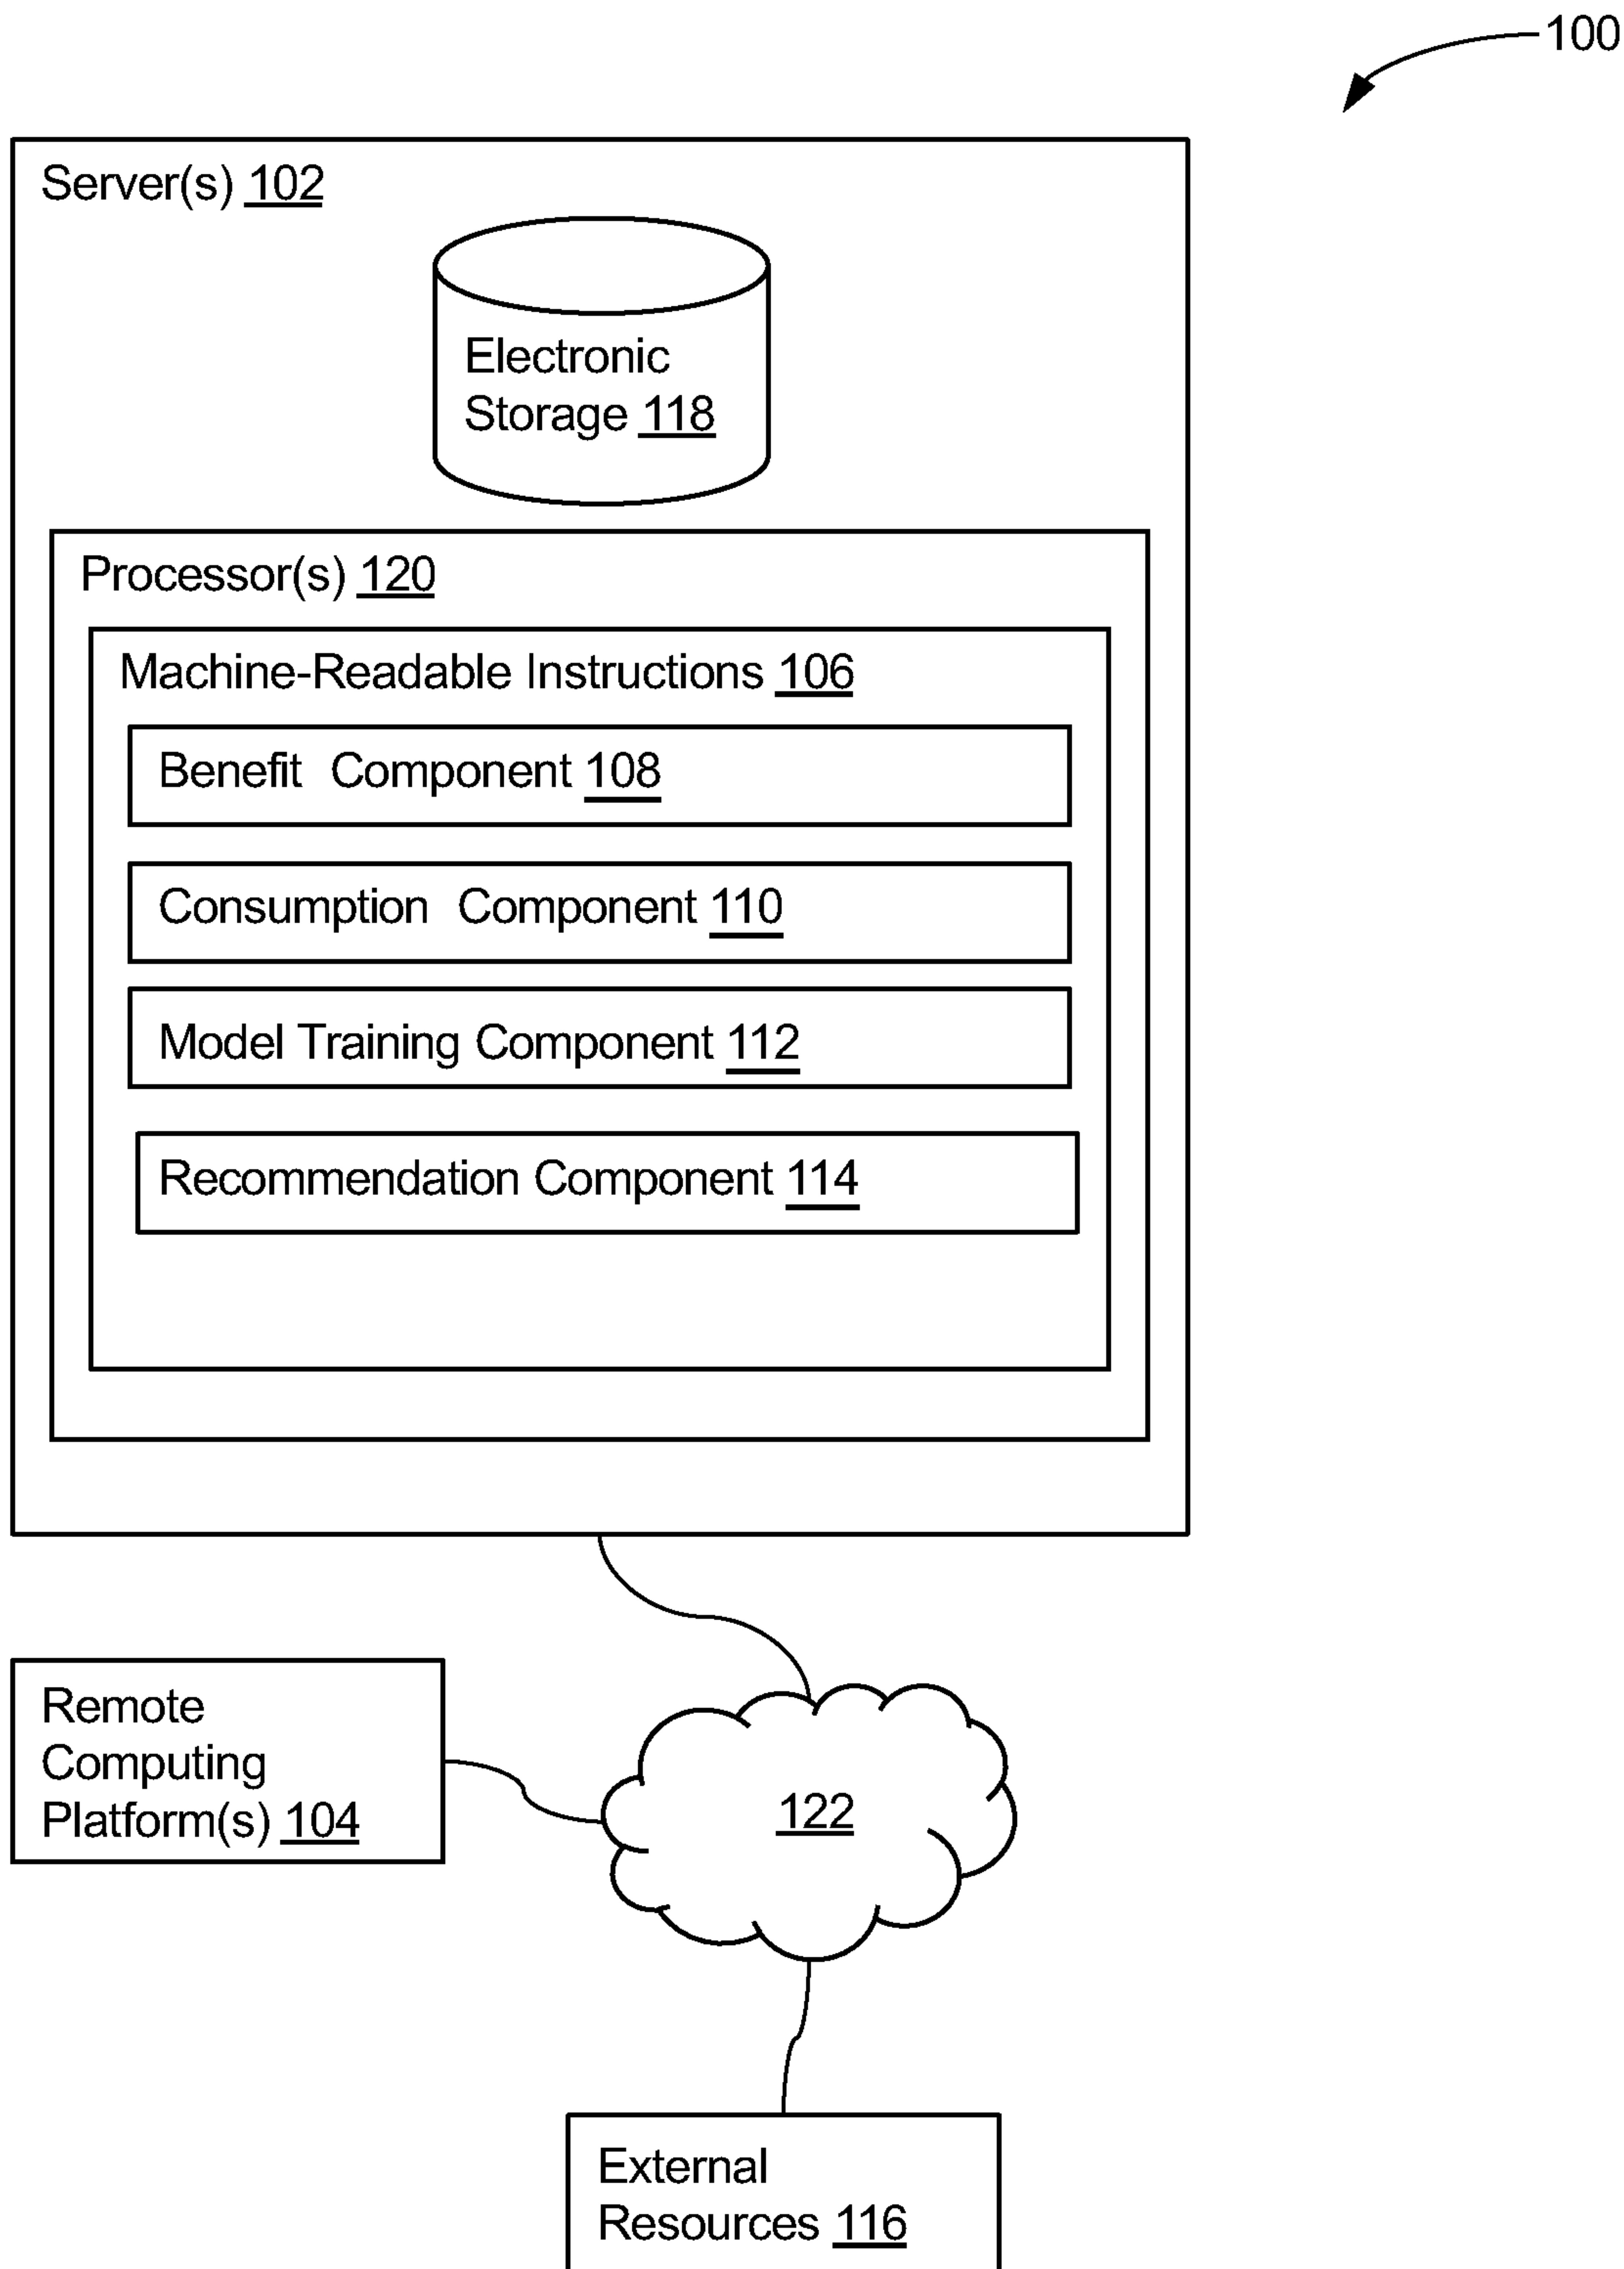 100
Server(s) 102
Electronic
Storage 118
Processor(s) 120
Machine-Readable Instructions 106
Benefit Component 108
Consumption Component 110
Model Training Component 112
Recommendation Component 114
Remote
Computing
Platform(s) 104
122
External
Resources 116